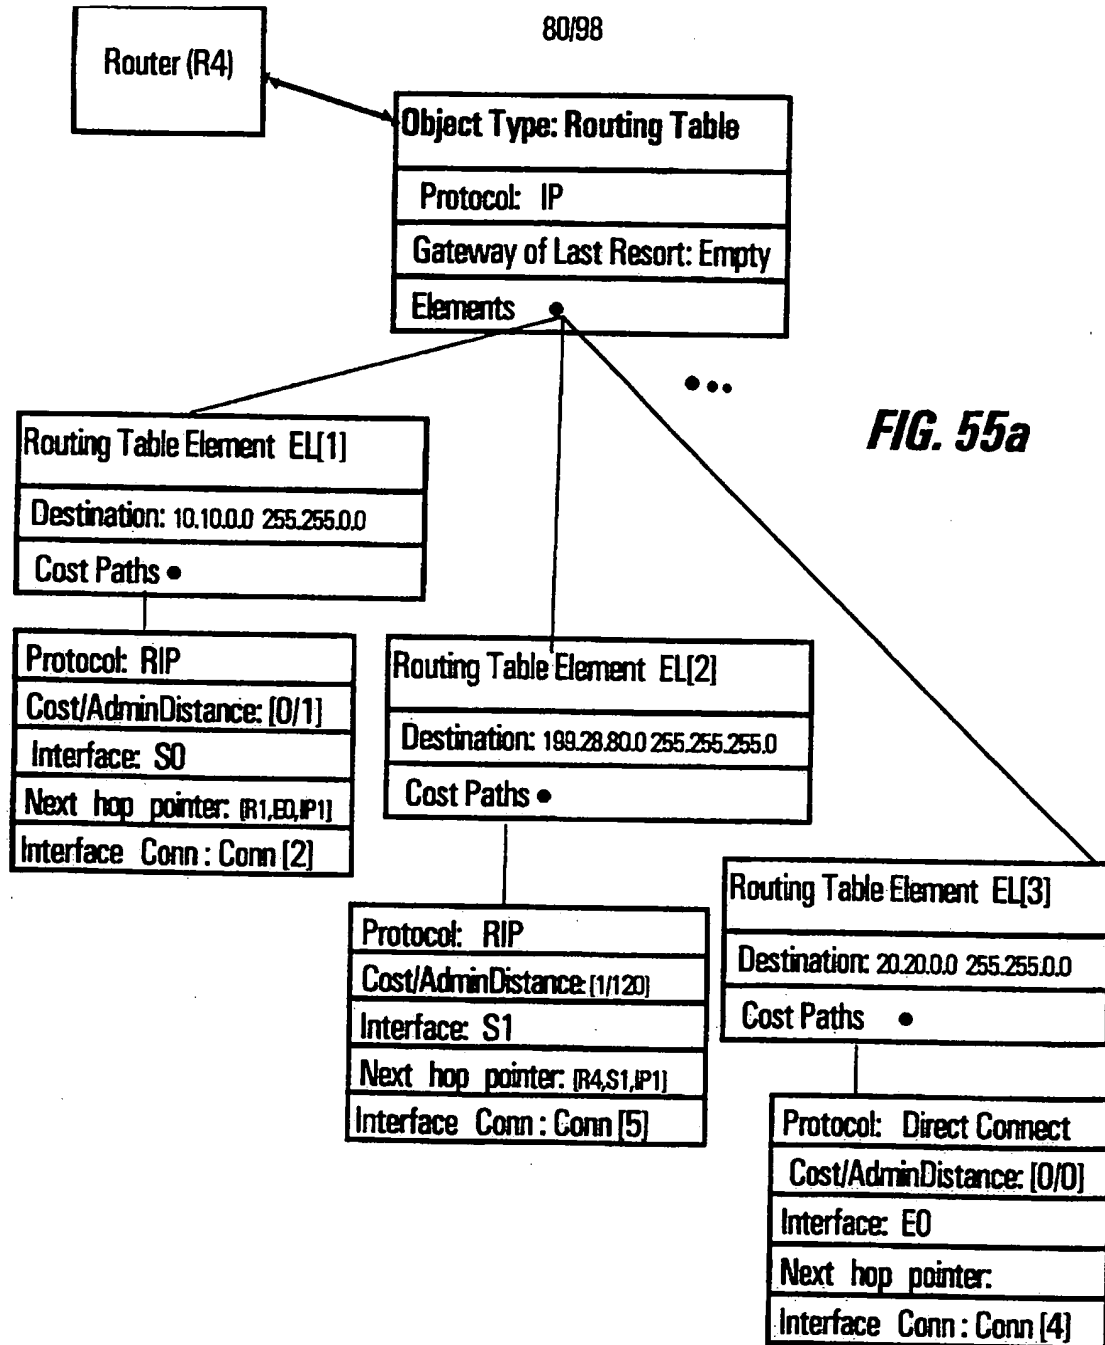 80/98
Router (R4)
Object Type: Routing Table
Protocol: IP
Gateway of Last Resort: Empty
Elements
FIG. 55a
Routing Table Element EL[1]
Destination: 10.10.0.0 255.255.0.0
Cost Paths
Protocol: RIP
Cost/AdminDistance: [0/1]
Interface: S0
Next hop pointer: [R1,E0,IP1]
Interface Conn : Conn [2]
Routing Table Element EL[2]
Destination: 199.28.80.0 255.255.255.0
Cost Paths
Protocol: RIP
Cost/AdminDistance: [1/120]
Interface: S1
Next hop pointer: [R4,S1,IP1]
Interface Conn : Conn [5]
Routing Table Element EL[3]
Destination: 20.20.0.0 255.255.0.0
Cost Paths
Protocol: Direct Connect
Cost/AdminDistance: [0/0]
Interface: E0
Next hop pointer:
Interface Conn : Conn [4]